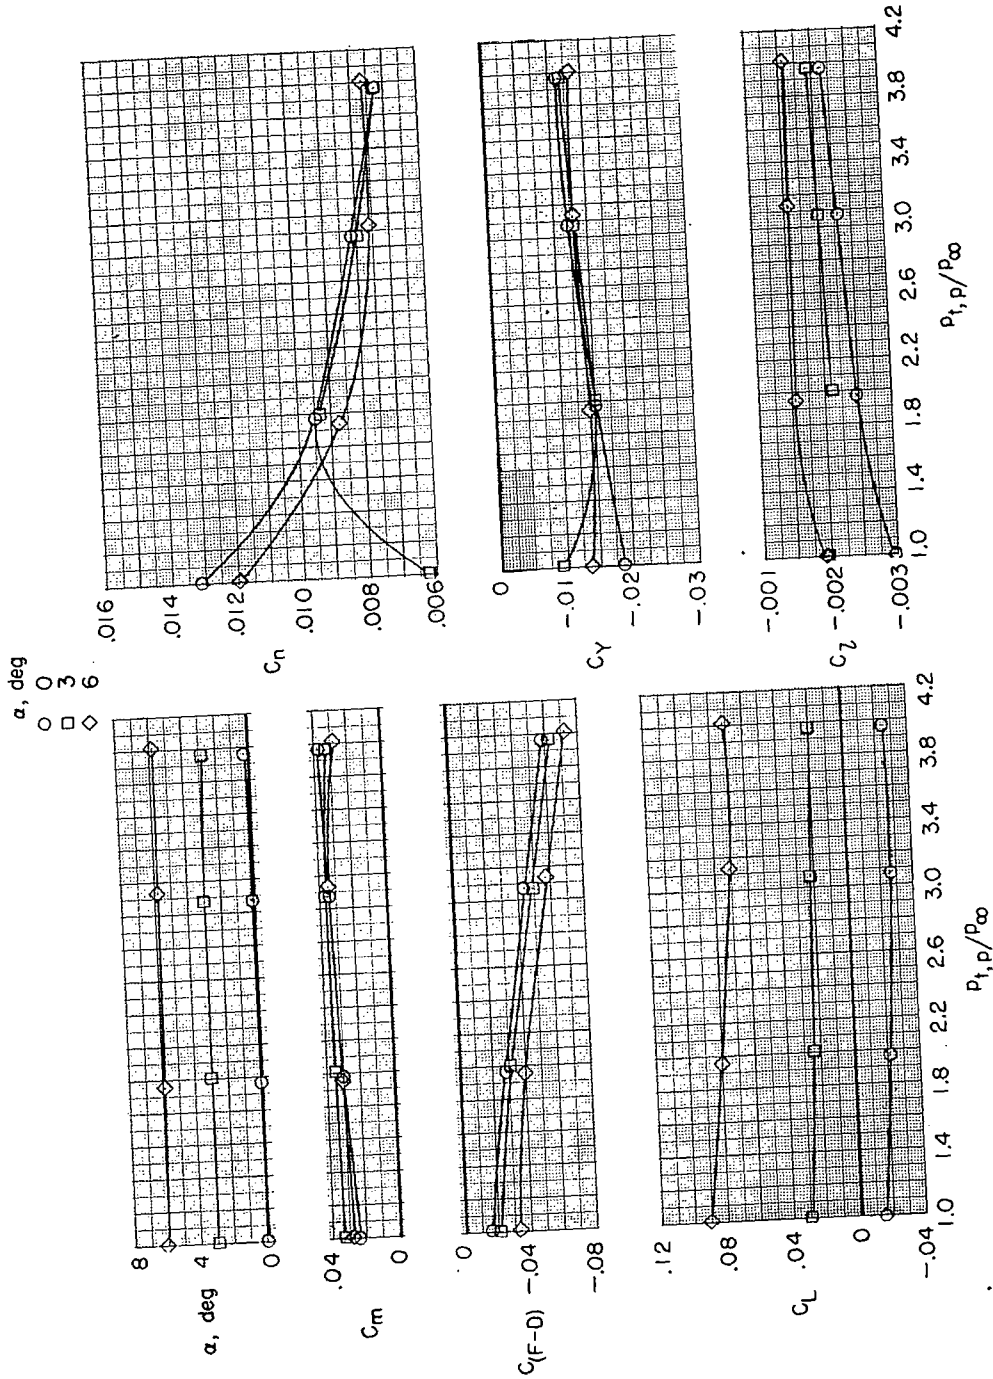 α, deg
○ 0
□ 3
◇ 6
8
4
0
α, deg
.04
0
Cm
0
-.04
-.08
C(F-D)
.12
.08
.04
0
-.04
CL
1.0 1.4 1.8 2.2 2.6 3.0 3.4 3.8 4.2
pt,p/p∞
.016
.014
.012
.010
.008
.006
Cn
0
-.01
-.02
-.03
CY
-.001
-.002
-.003
Cl
1.0 1.4 1.8 2.2 2.6 3.0 3.4 3.8 4.2
pt,p/p∞